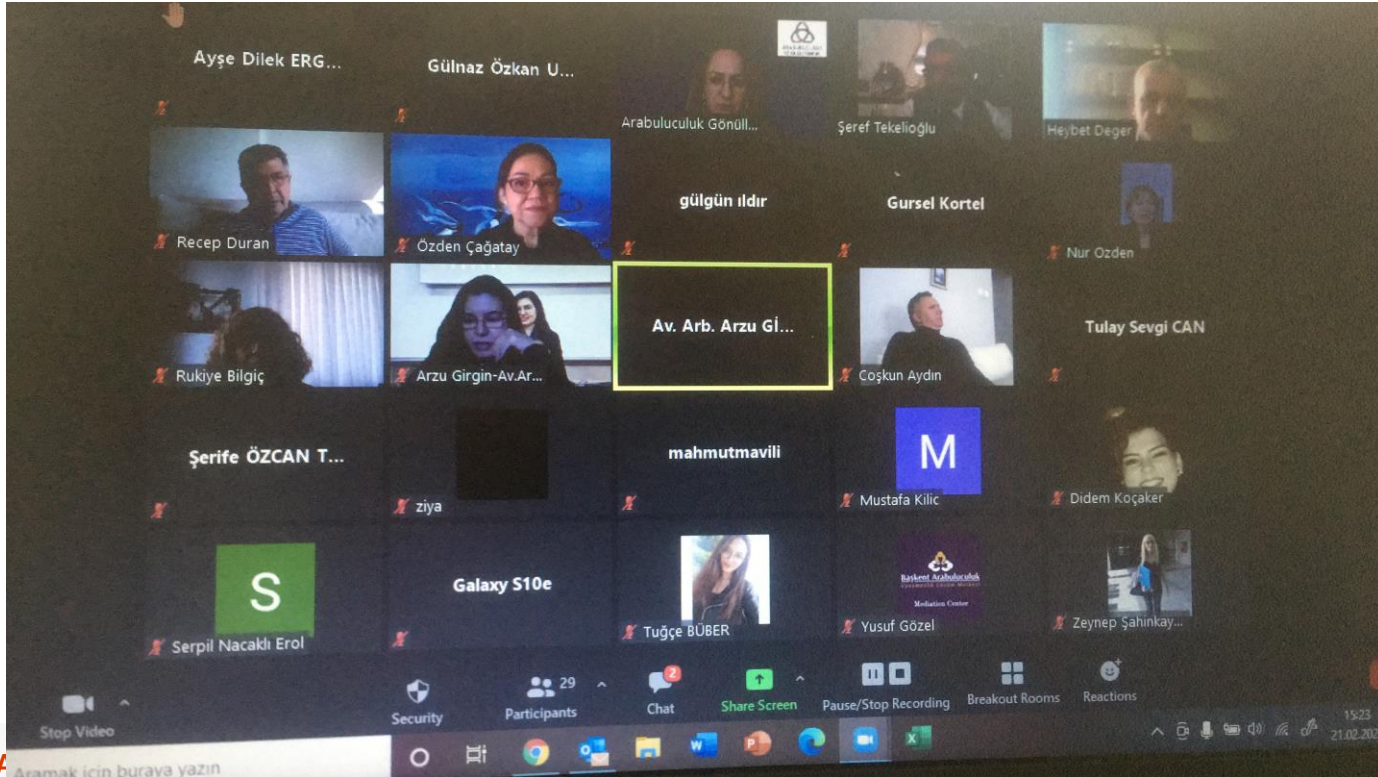 Ayşe Dilek ERG...
Gülnaz Özkan U...
Arabuluculuk Gönüll...
Şeref Tekelioğlu
Heybet Deger
Recep Duran
Özden Çağatay
gülgün ıldır
Gursel Kortel
Nur Ozden
Rukiye Bilgiç
Arzu Girgin-Av.Ar...
Av. Arb. Arzu Gİ...
Coşkun Aydın
Tulay Sevgi CAN
Şerife ÖZCAN T...
ziya
mahmutmavili
M
Mustafa Kilic
Didem Koçaker
S
Serpil Nacaklı Erol
Galaxy S10e
Tuğçe BÜBER
Başkent Arabuluculuk
Mediation Center
Yusuf Gözel
Zeynep Şahinkay...
Stop Video
Security
29
Participants
2
Chat
Share Screen
Pause/Stop Recording
Breakout Rooms
Reactions
Aramak için buraya yazın
15:23
21.02.202